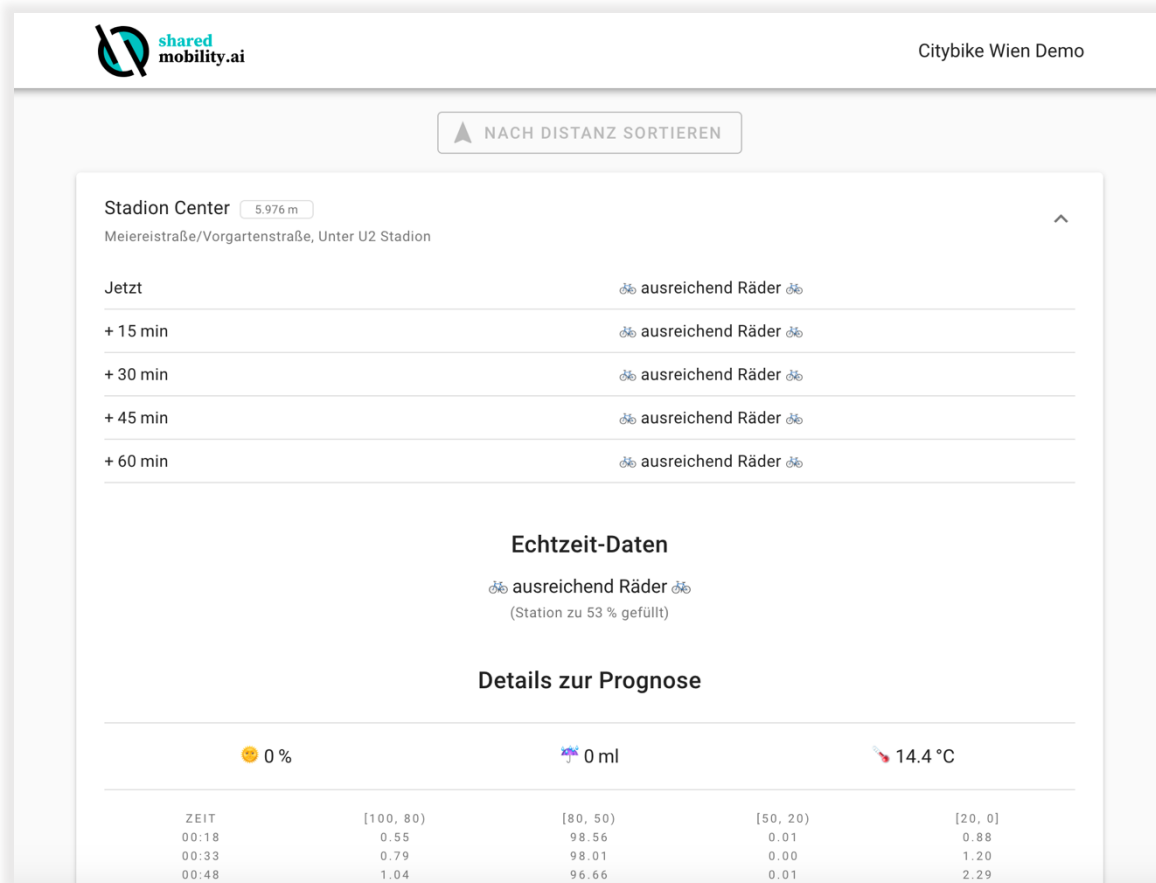 shared
mobility.ai
Citybike Wien Demo
NACH DISTANZ SORTIEREN
Stadion Center 5.976 m
Meiereistraße/Vorgartenstraße, Unter U2 Stadion
Jetzt 🚲 ausreichend Räder 🚲
+ 15 min 🚲 ausreichend Räder 🚲
+ 30 min 🚲 ausreichend Räder 🚲
+ 45 min 🚲 ausreichend Räder 🚲
+ 60 min 🚲 ausreichend Räder 🚲
Echtzeit-Daten
🚲 ausreichend Räder 🚲
(Station zu 53 % gefüllt)
Details zur Prognose
🌞 0 % ☔ 0 ml 🌡 14.4 °C
ZEIT [100, 80) [80, 50) [50, 20) [20, 0]
00:18 0.55 98.56 0.01 0.88
00:33 0.79 98.01 0.00 1.20
00:48 1.04 96.66 0.01 2.29